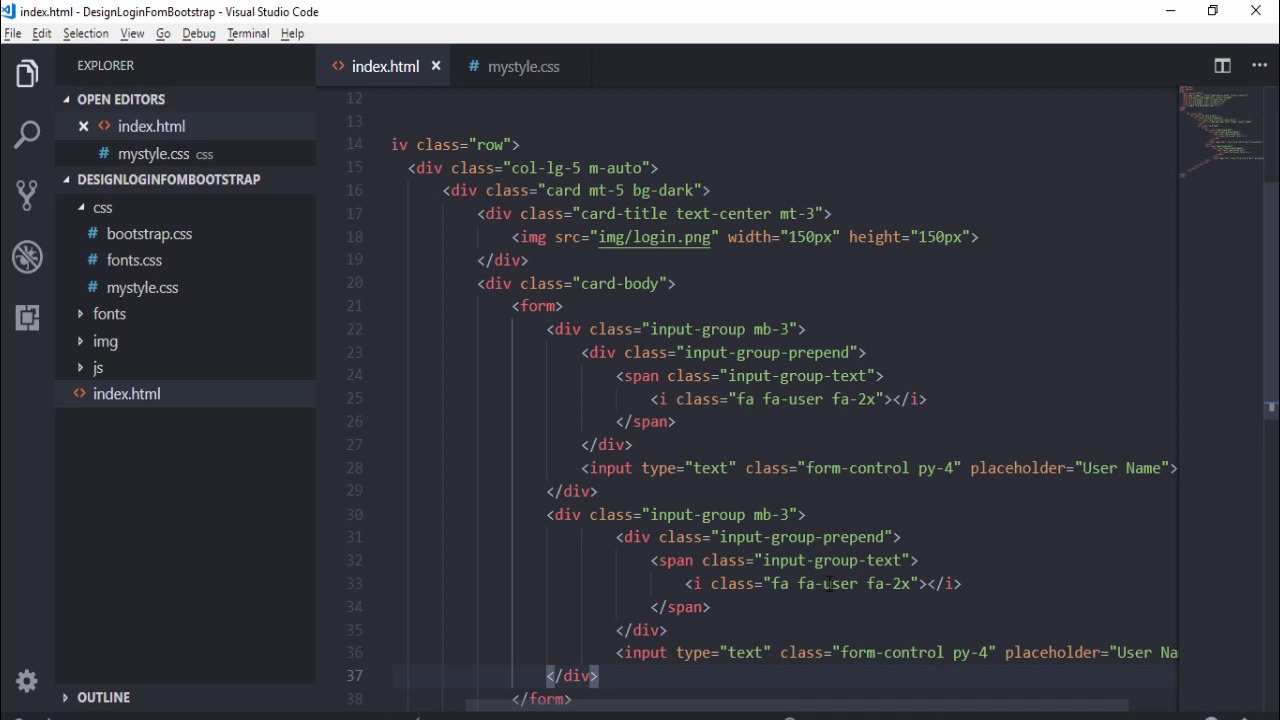 index.html - DesignLoginFomBootstrap - Visual Studio Code
File Edit Selection View Go Debug Terminal Help
EXPLORER
OPEN EDITORS
index.html
mystyle.css css
DESIGNLOGINFOMBOOTSTRAP
css
bootstrap.css
fonts.css
mystyle.css
fonts
img
js
index.html
OUTLINE
index.html
mystyle.css
12
13
14 iv class="row">
15 <div class="col-lg-5 m-auto">
16 <div class="card mt-5 bg-dark">
17 <div class="card-title text-center mt-3">
18 <img src="img/login.png" width="150px" height="150px">
19 </div>
20 <div class="card-body">
21 <form>
22 <div class="input-group mb-3">
23 <div class="input-group-prepend">
24 <span class="input-group-text">
25 <i class="fa fa-user fa-2x"></i>
26 </span>
27 </div>
28 <input type="text" class="form-control py-4" placeholder="User Name">
29 </div>
30 <div class="input-group mb-3">
31 <div class="input-group-prepend">
32 <span class="input-group-text">
33 <i class="fa fa-user fa-2x"></i>
34 </span>
35 </div>
36 <input type="text" class="form-control py-4" placeholder="User Na
37 </div>
38 </form>